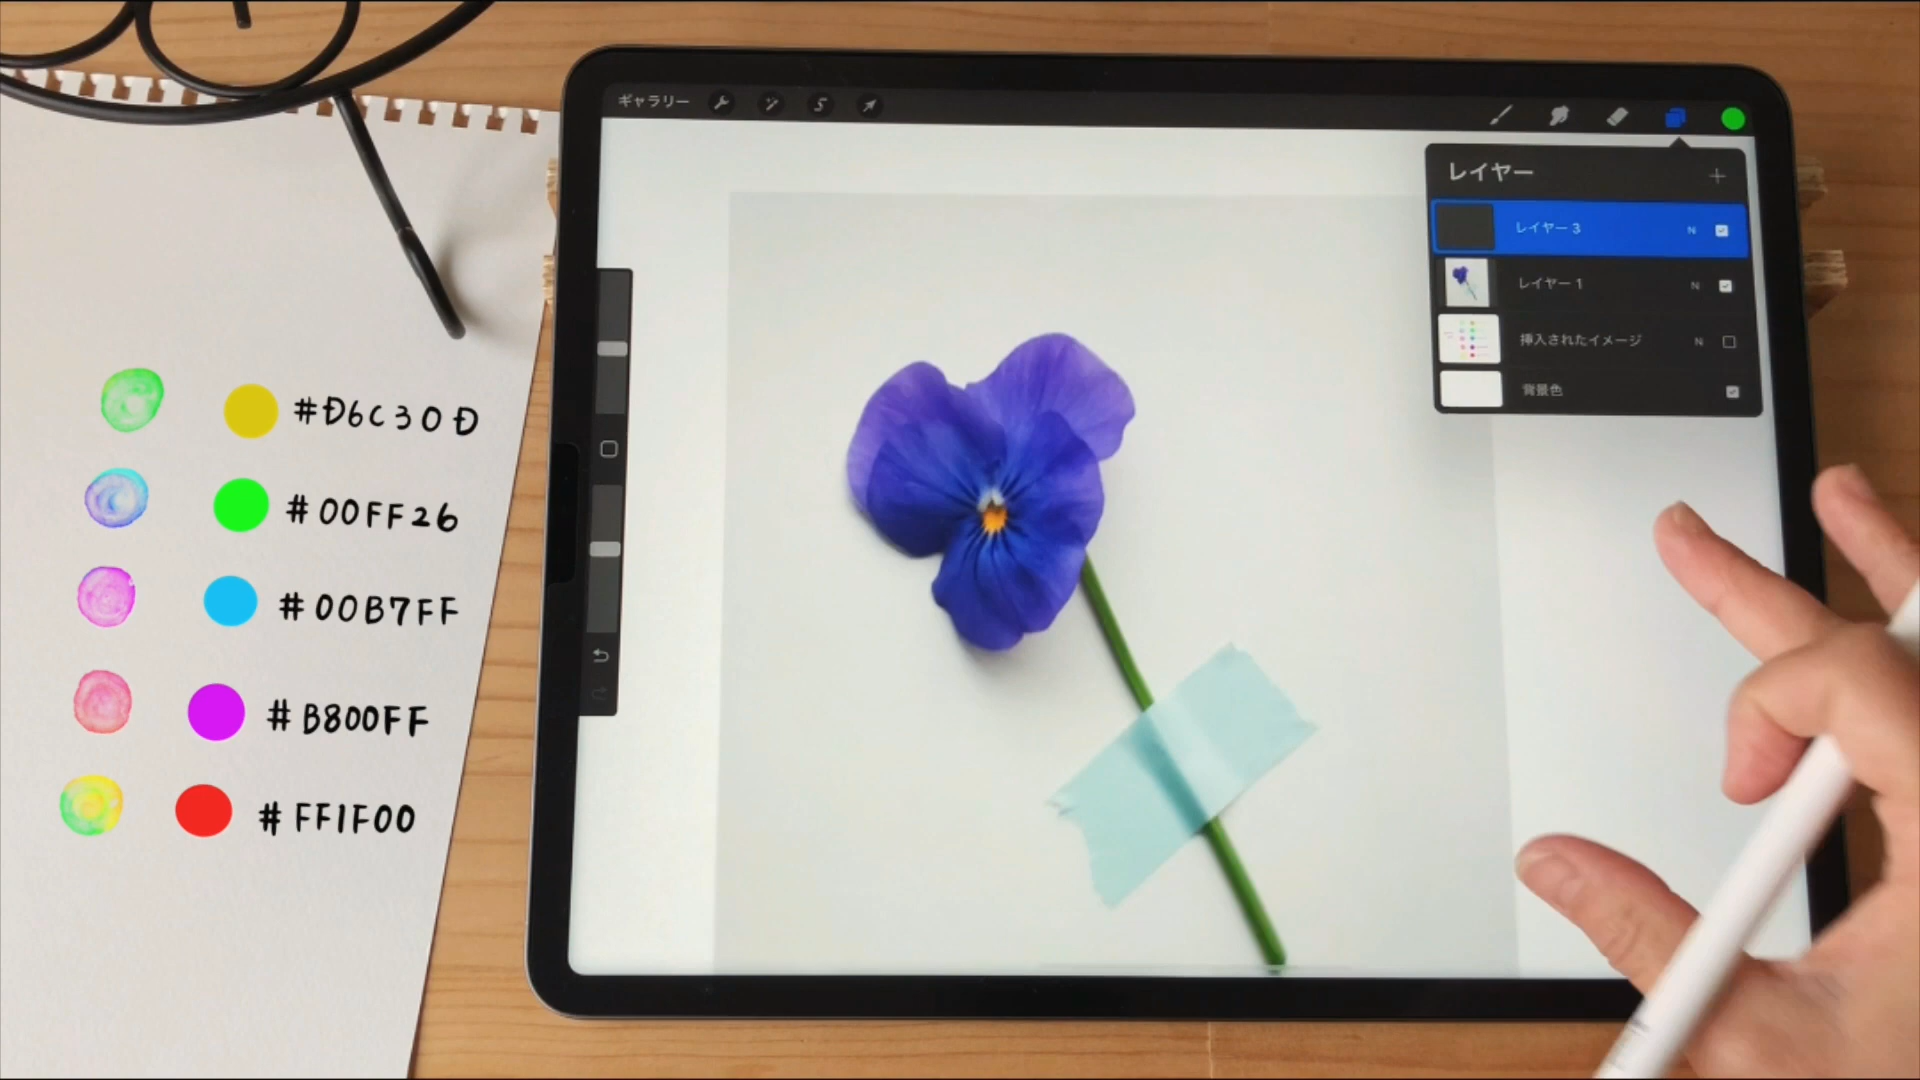 ギャラリー
レイヤー
レイヤー 3
N
レイヤー 1
N
挿入されたイメージ
N
背景色
#D6C30D
#00FF26
#00B7FF
#B800FF
#FF1F00